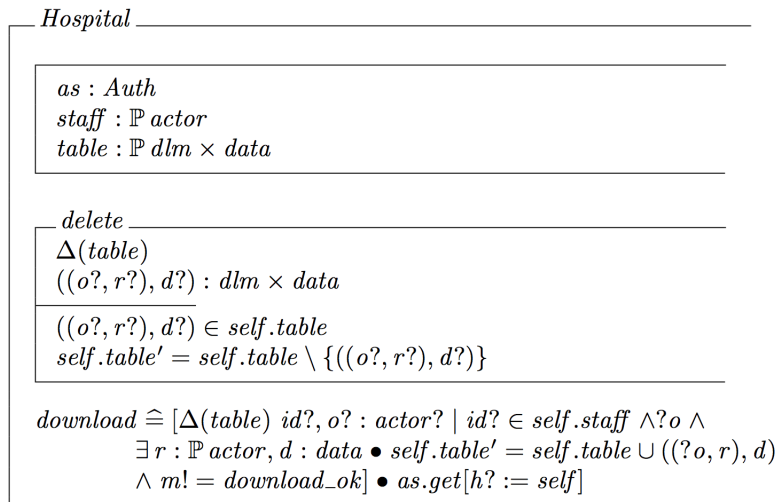 Hospital
as : Auth
staff : ℙ actor
table : ℙ dlm × data
delete
Δ(table)
((o?, r?), d?) : dlm × data
((o?, r?), d?) ∈ self.table
self.table′ = self.table \ {((o?, r?), d?)}
download ≙ [Δ(table) id?, o? : actor? | id? ∈ self.staff ∧?o ∧
∃ r : ℙ actor, d : data • self.table′ = self.table ∪ ((?o, r), d)
∧ m! = download_ok] • as.get[h? := self]